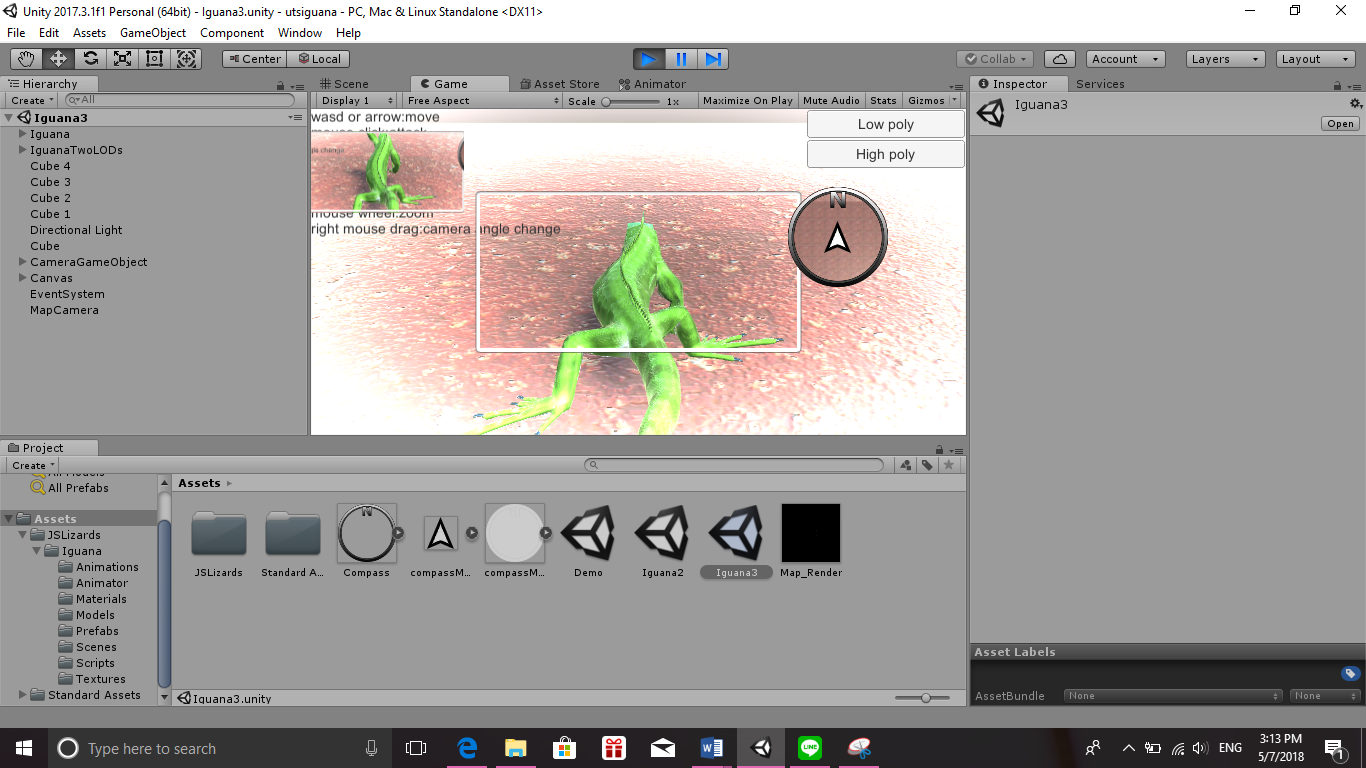 Unity 2017.3.1f1 Personal (64bit) - Iguana3.unity - utsiguana - PC, Mac & Linux Standalone <DX11>
File Edit Assets GameObject Component Window Help
Center Local Collab Account Layers Layout
Hierarchy
Create All
Iguana3
Iguana
IguanaTwoLODs
Cube 4
Cube 3
Cube 2
Cube 1
Directional Light
Cube
CameraGameObject
Canvas
EventSystem
MapCamera
Scene Game Asset Store Animator
Display 1 Free Aspect Scale 1x Maximize On Play Mute Audio Stats Gizmos
wasd or arrow:move
mouse click:attack
gle change
mouse wheel:zoom
right mouse drag:camera angle change
Low poly
High poly
N
Inspector Services
Iguana3
Open
Project
Create
All Models
All Prefabs
Assets
JSLizards
Iguana
Animations
Animator
Materials
Models
Prefabs
Scenes
Scripts
Textures
Standard Assets
Assets
N
JSLizards Standard A... Compass compassM... compassM... Demo Iguana2 Iguana3 Map_Render
Iguana3.unity
Asset Labels
AssetBundle None None
Type here to search
ENG
3:13 PM
5/7/2018
1